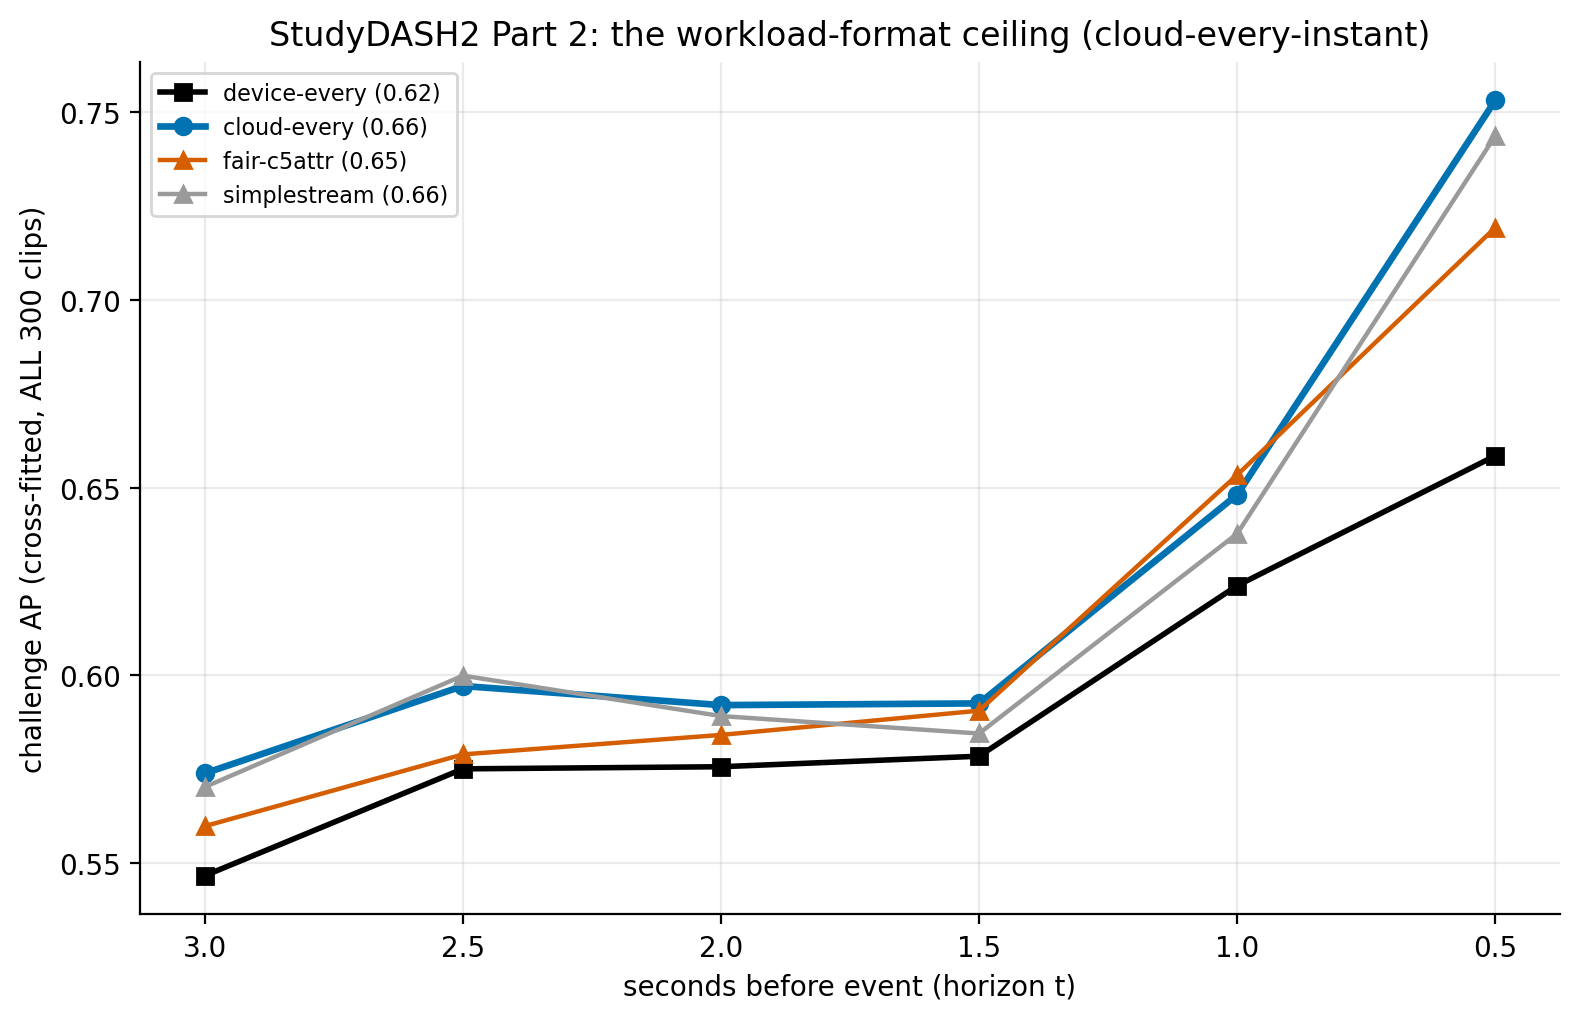 StudyDASH2 Part 2: the workload-format ceiling (cloud-every-instant)
device-every (0.62)
cloud-every (0.66)
fair-c5attr (0.65)
simplestream (0.66)
challenge AP (cross-fitted, ALL 300 clips)
0.75
0.70
0.65
0.60
0.55
3.0 2.5 2.0 1.5 1.0 0.5
seconds before event (horizon t)